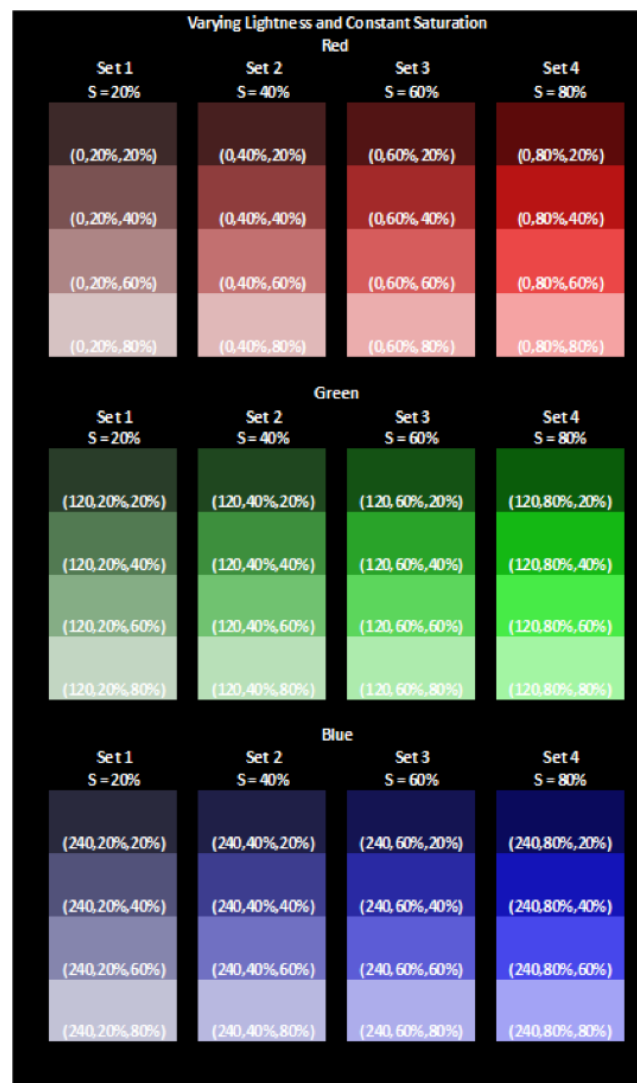 Varying Lightness and Constant Saturation
Red
Set 1 Set 2 Set 3 Set 4
S = 20% S = 40% S = 60% S = 80%
(0,20%,20%) (0,40%,20%) (0,60%,20%) (0,80%,20%)
(0,20%,40%) (0,40%,40%) (0,60%,40%) (0,80%,40%)
(0,20%,60%) (0,40%,60%) (0,60%,60%) (0,80%,60%)
(0,20%,80%) (0,40%,80%) (0,60%,80%) (0,80%,80%)
Green
Set 1 Set 2 Set 3 Set 4
S = 20% S = 40% S = 60% S = 80%
(120,20%,20%) (120,40%,20%) (120,60%,20%) (120,80%,20%)
(120,20%,40%) (120,40%,40%) (120,60%,40%) (120,80%,40%)
(120,20%,60%) (120,40%,60%) (120,60%,60%) (120,80%,60%)
(120,20%,80%) (120,40%,80%) (120,60%,80%) (120,80%,80%)
Blue
Set 1 Set 2 Set 3 Set 4
S = 20% S = 40% S = 60% S = 80%
(240,20%,20%) (240,40%,20%) (240,60%,20%) (240,80%,20%)
(240,20%,40%) (240,40%,40%) (240,60%,40%) (240,80%,40%)
(240,20%,60%) (240,40%,60%) (240,60%,60%) (240,80%,60%)
(240,20%,80%) (240,40%,80%) (240,60%,80%) (240,80%,80%)